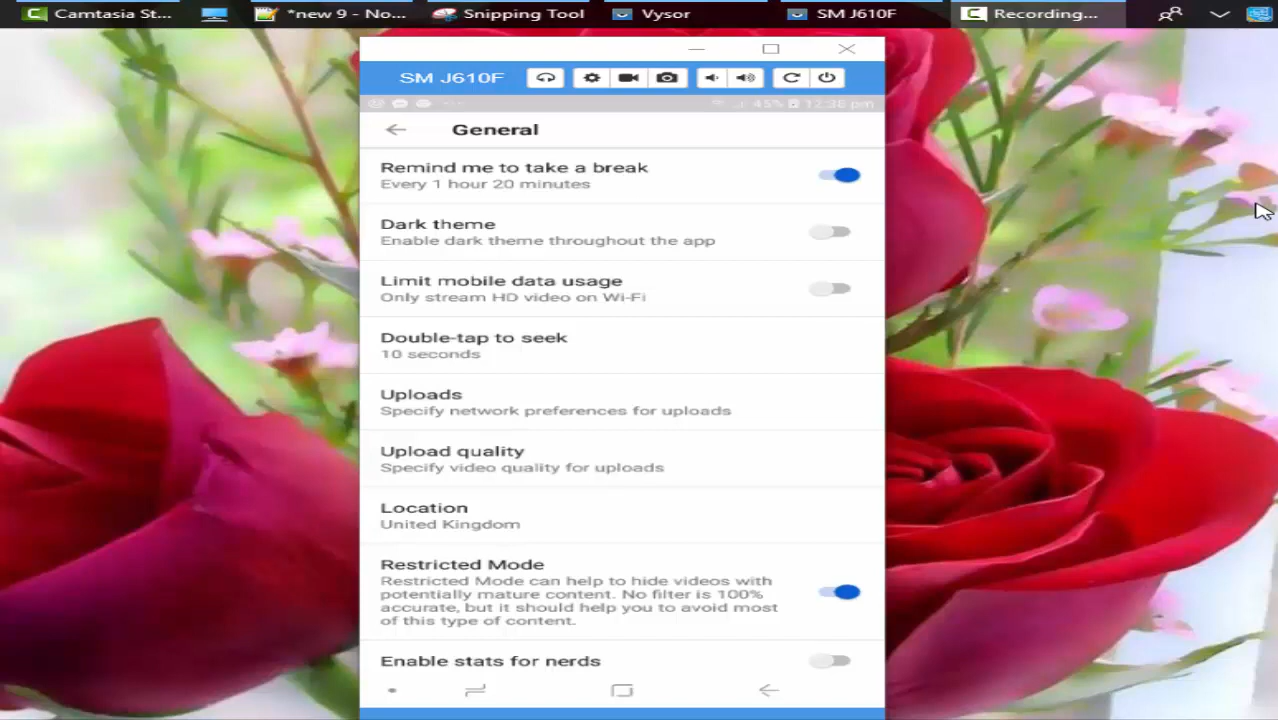 Camtasia St...
*new 9 - No...
Snipping Tool
Vysor
SM J610F
Recording...
SM J610F
45% 12:38 pm
General
Remind me to take a break
Every 1 hour 20 minutes
Dark theme
Enable dark theme throughout the app
Limit mobile data usage
Only stream HD video on Wi-Fi
Double-tap to seek
10 seconds
Uploads
Specify network preferences for uploads
Upload quality
Specify video quality for uploads
Location
United Kingdom
Restricted Mode
Restricted Mode can help to hide videos with
potentially mature content. No filter is 100%
accurate, but it should help you to avoid most
of this type of content.
Enable stats for nerds